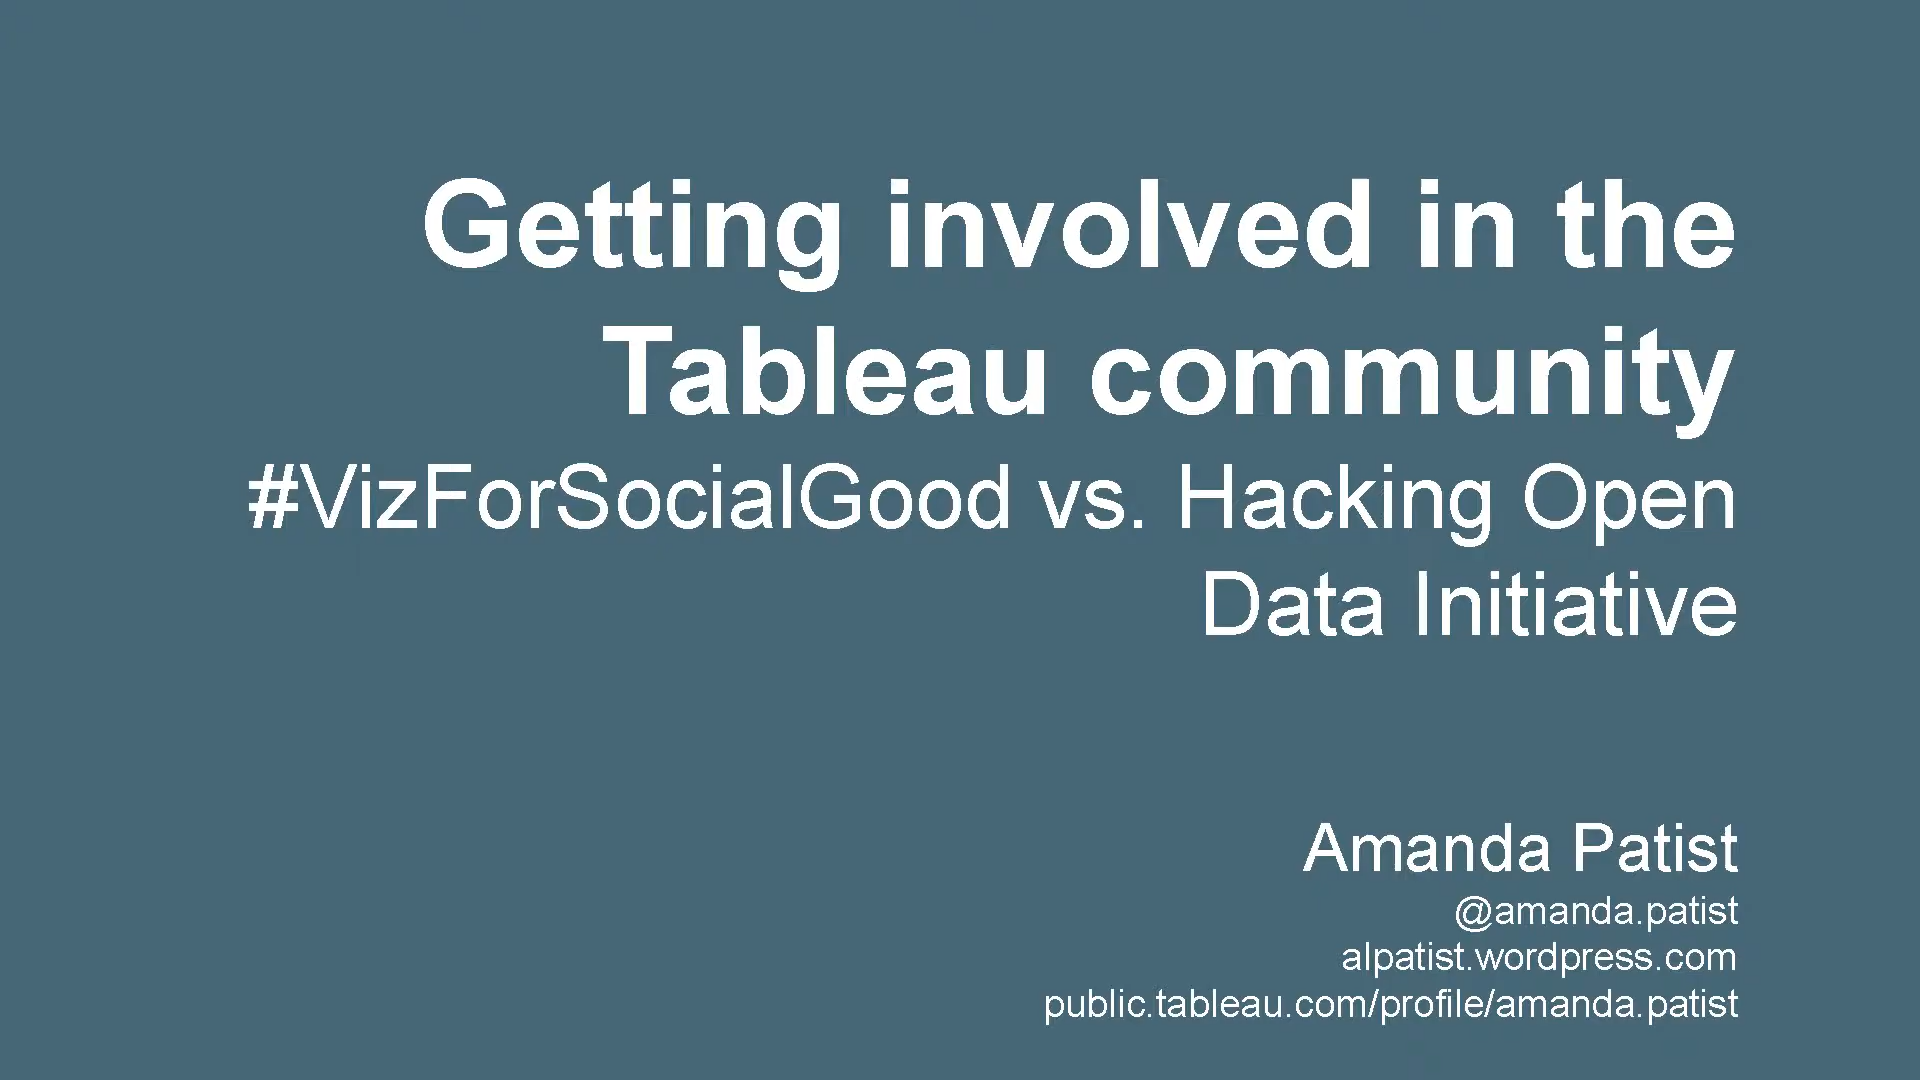 Getting involved in the
Tableau community
#VizForSocialGood vs. Hacking Open
Data Initiative
Amanda Patist
@amanda.patist
alpatist.wordpress.com
public.tableau.com/profile/amanda.patist